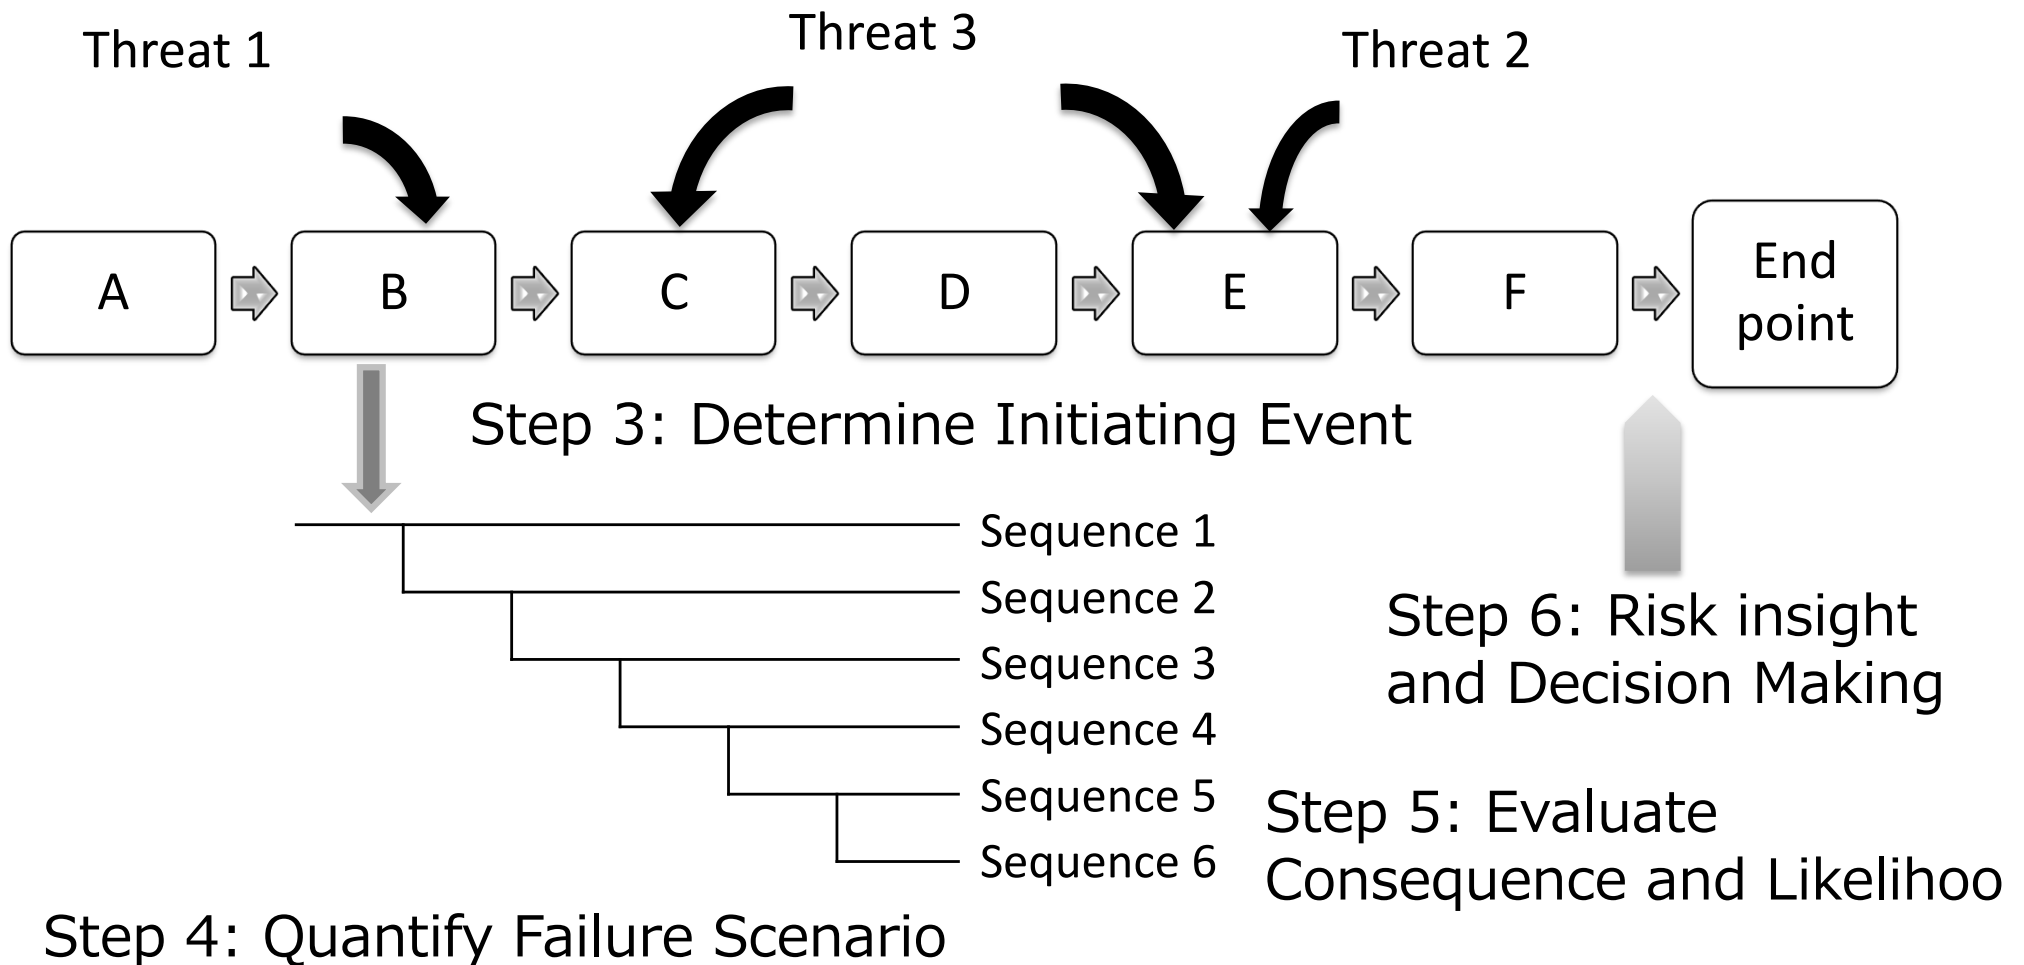 Threat 1
Threat 3
Threat 2
A
B
C
D
E
F
End
point
Step 3: Determine Initiating Event
Sequence 1
Sequence 2
Sequence 3
Sequence 4
Sequence 5
Sequence 6
Step 6: Risk insight
and Decision Making
Step 5: Evaluate
Consequence and Likelihoo
Step 4: Quantify Failure Scenario